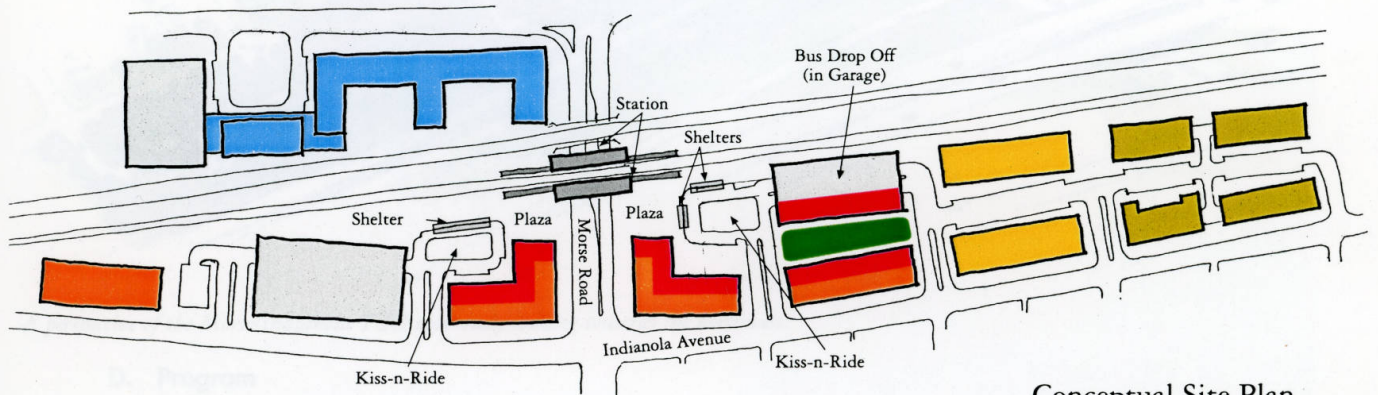 Bus Drop Off
(in Garage)
Station
Shelters
Shelter
Plaza
Plaza
Morse Road
Indianola Avenue
Kiss-n-Ride
Kiss-n-Ride
Conceptual Site Plan
D. Program